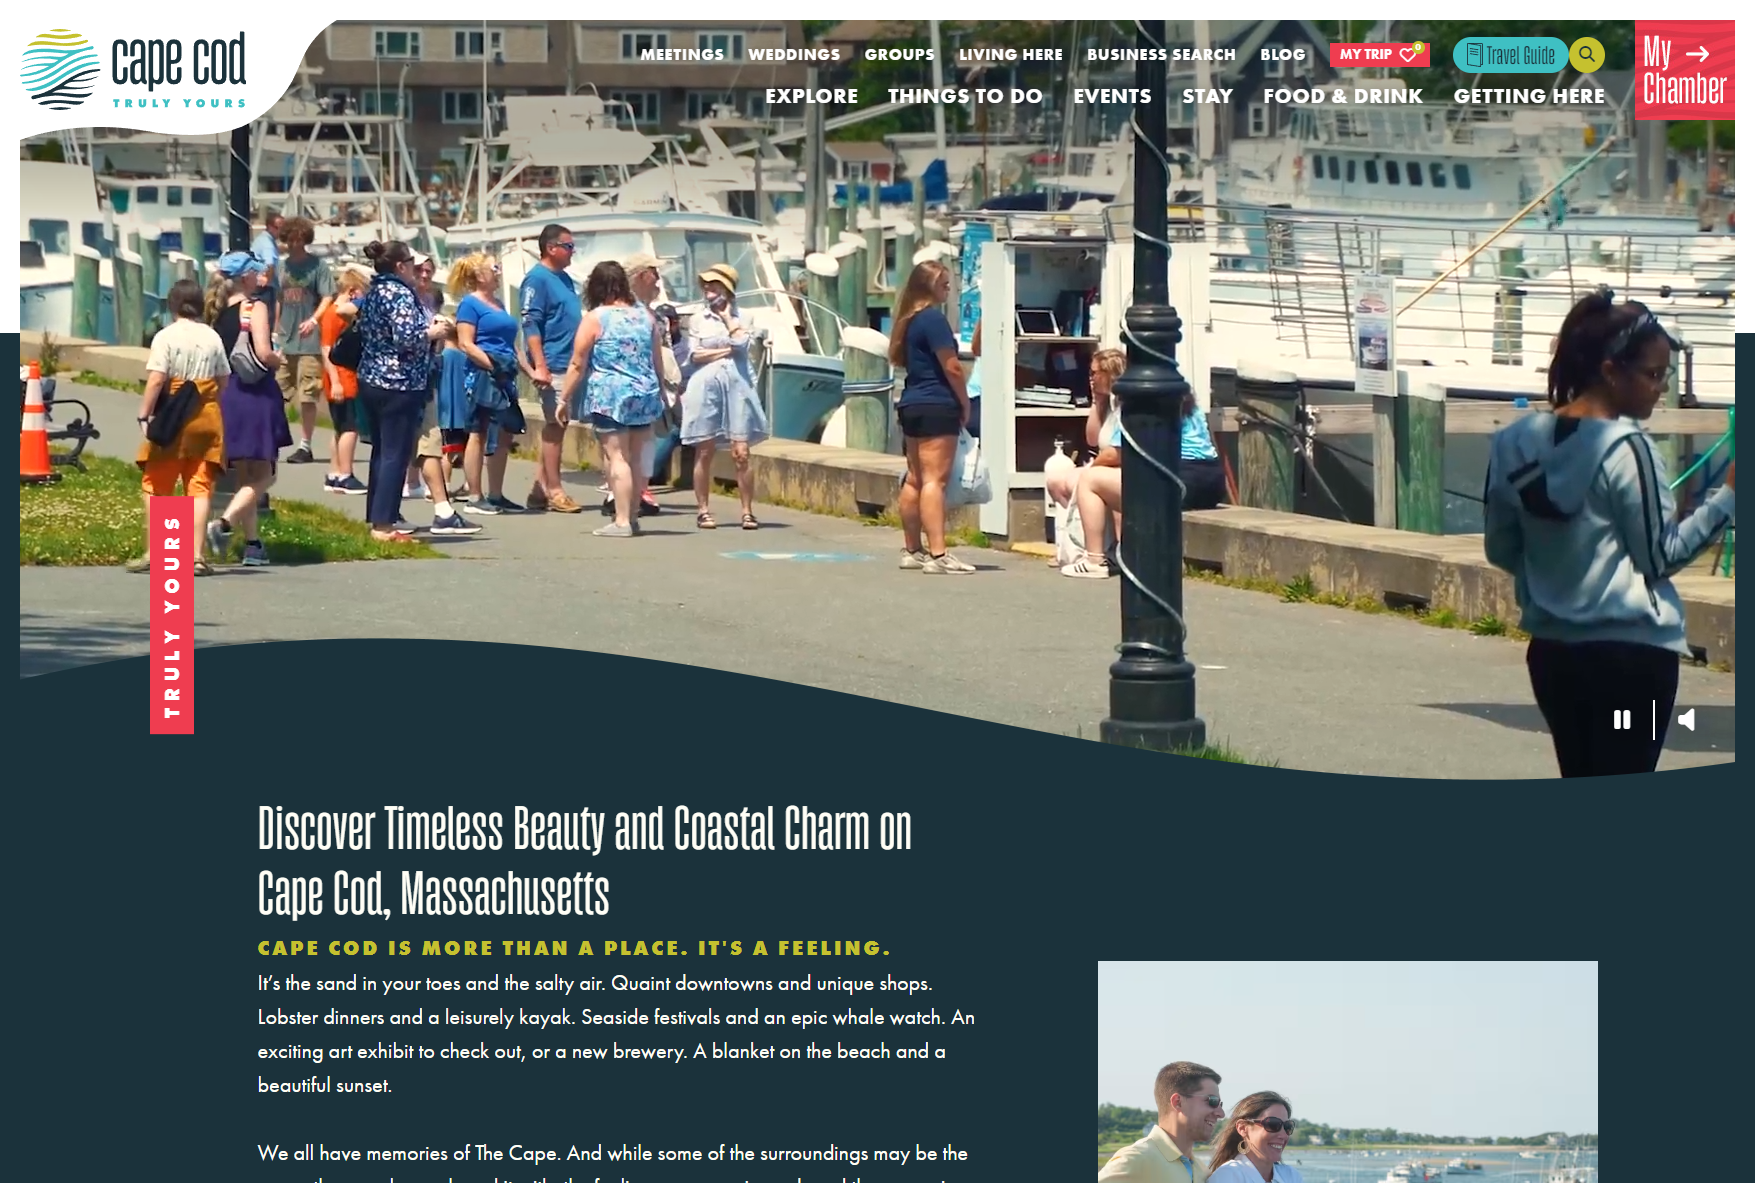 cape cod
TRULY YOURS
MEETINGS WEDDINGS GROUPS LIVING HERE BUSINESS SEARCH BLOG MY TRIP 0 Travel Guide
EXPLORE THINGS TO DO EVENTS STAY FOOD & DRINK GETTING HERE
My
Chamber
TRULY YOURS
Discover Timeless Beauty and Coastal Charm on
Cape Cod, Massachusetts
CAPE COD IS MORE THAN A PLACE. IT'S A FEELING.
It’s the sand in your toes and the salty air. Quaint downtowns and unique shops.
Lobster dinners and a leisurely kayak. Seaside festivals and an epic whale watch. An
exciting art exhibit to check out, or a new brewery. A blanket on the beach and a
beautiful sunset.
We all have memories of The Cape. And while some of the surroundings may be the